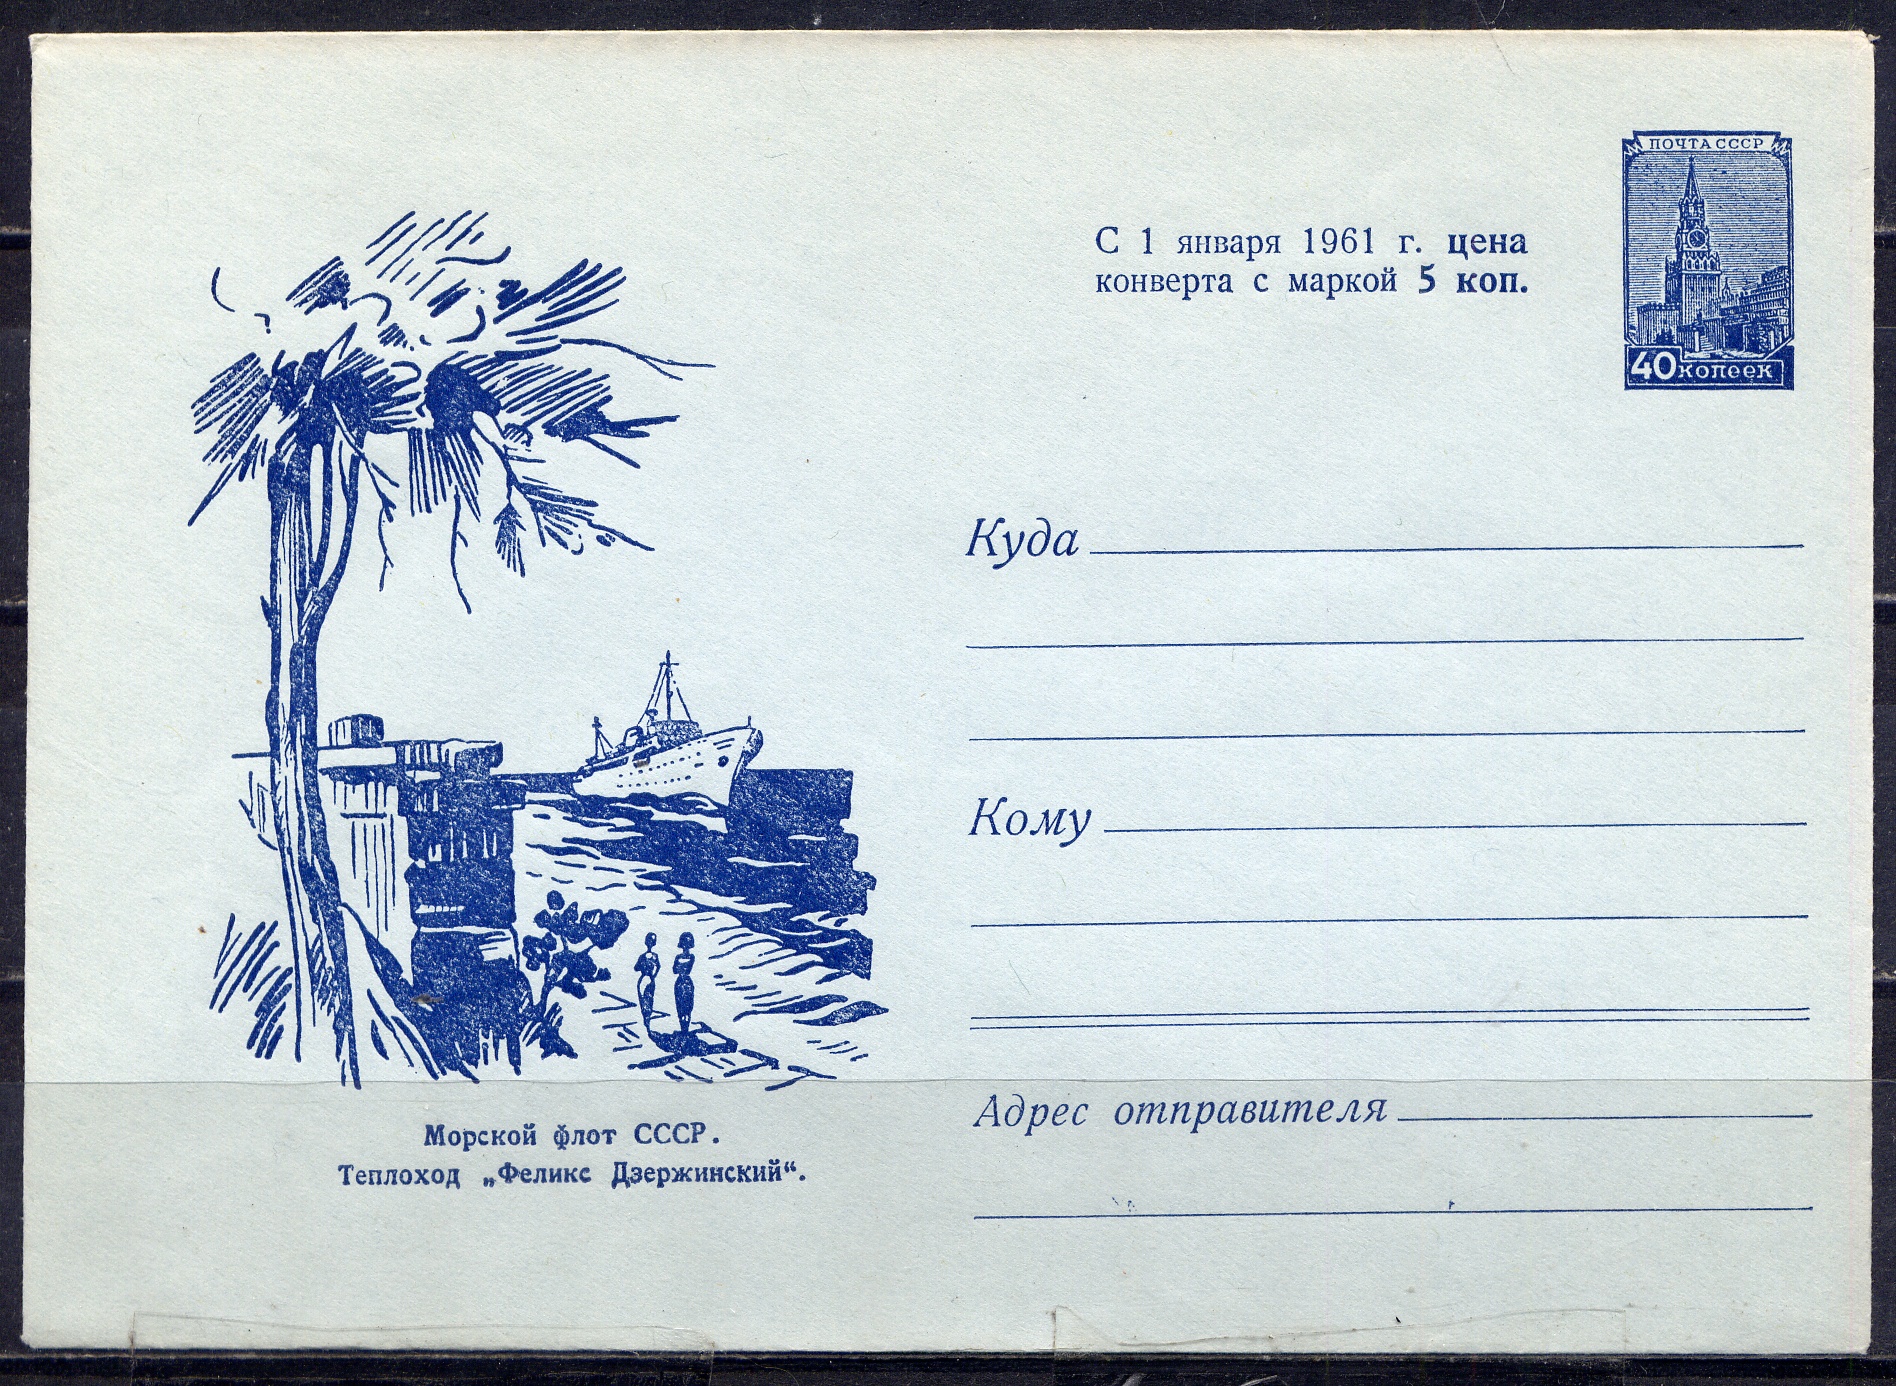 ПОЧТА СССР
С 1 января 1961 г. цена
конверта с маркой 5 коп.
40 копеек
Куда
Кому
Адрес отправителя
Морской флот СССР.
Теплоход „Феликс Дзержинский“.